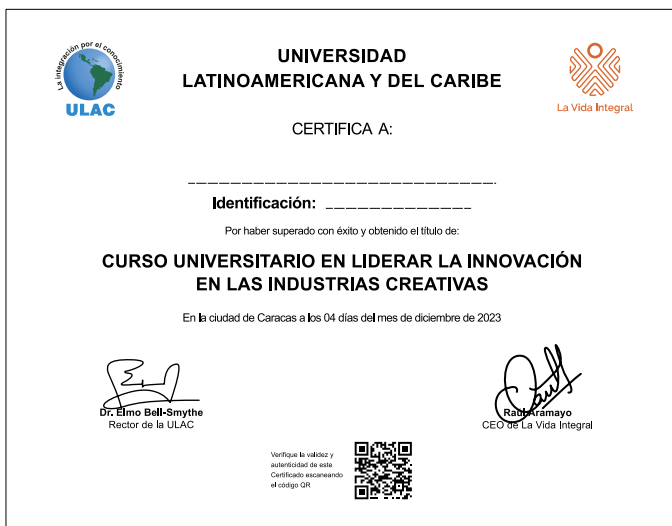 La integración por el conocimiento
ULAC
UNIVERSIDAD
LATINOAMERICANA Y DEL CARIBE
La Vida Integral
CERTIFICA A:
Identificación:
Por haber superado con éxito y obtenido el título de:
CURSO UNIVERSITARIO EN LIDERAR LA INNOVACIÓN
EN LAS INDUSTRIAS CREATIVAS
En la ciudad de Caracas a los 04 días del mes de diciembre de 2023
Dr. Elmo Bell-Smythe
Rector de la ULAC
Raúl Aramayo
CEO de La Vida Integral
Verifique la validez y
autenticidad de este
Certificado escaneando
el código QR